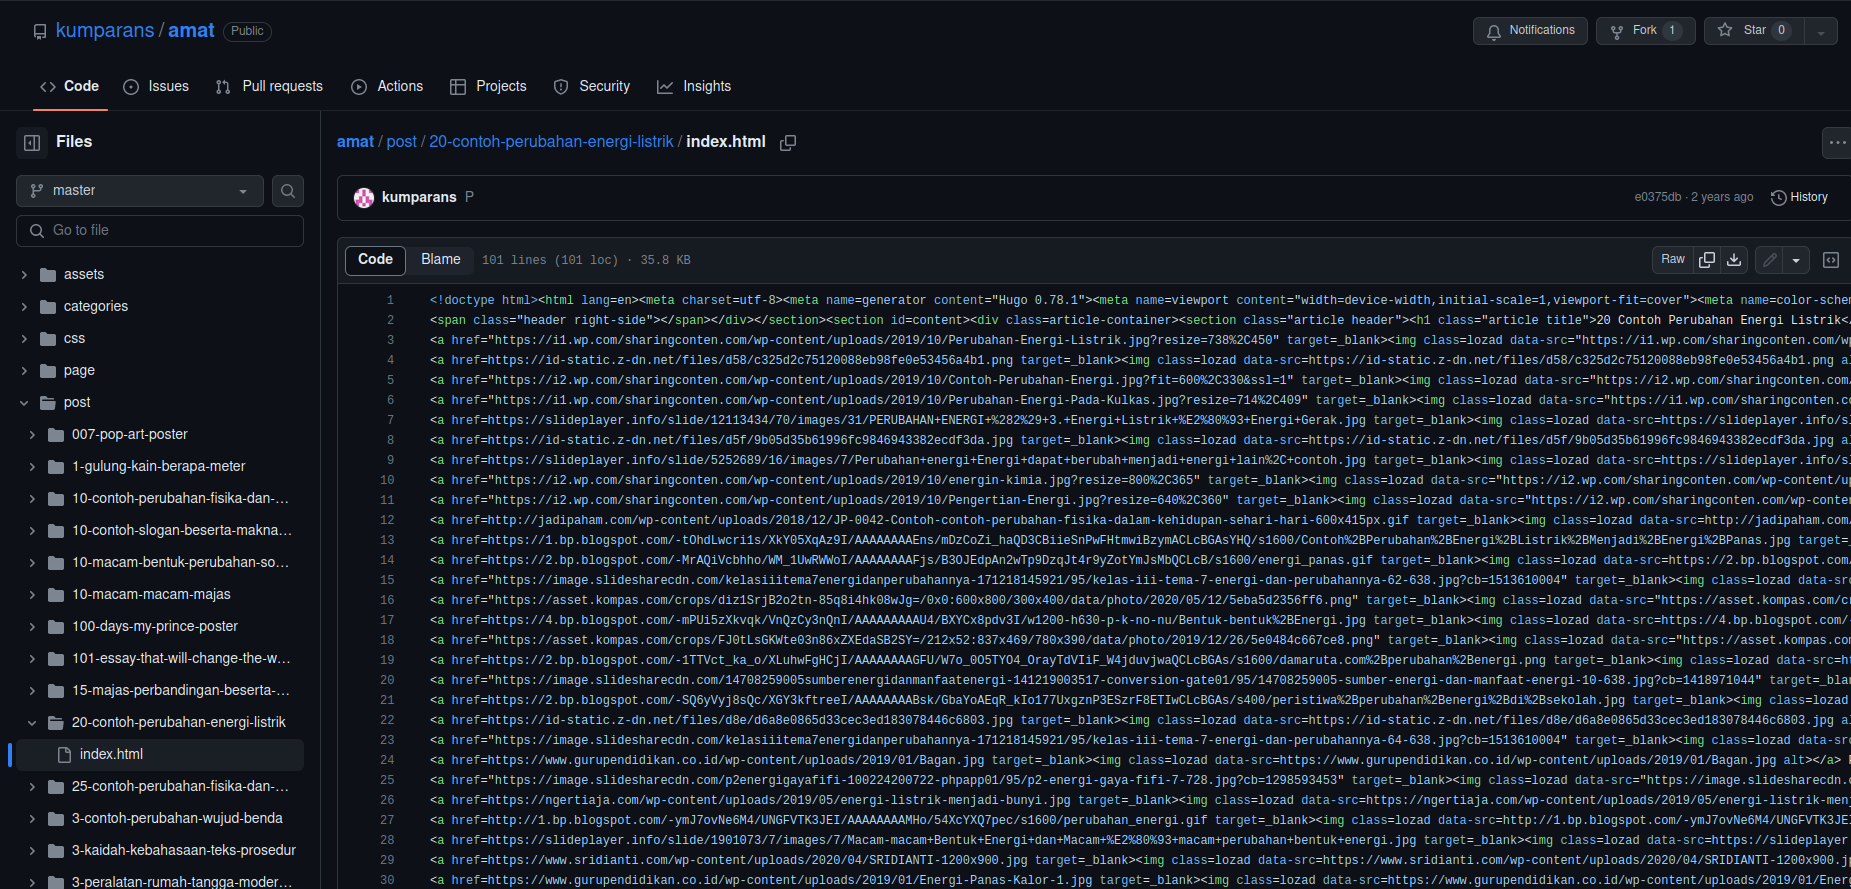 kumparans / amat Public
Notifications
Fork 1
Star 0
Code
Issues
Pull requests
Actions
Projects
Security
Insights
Files
master
Go to file
assets
categories
css
page
post
007-pop-art-poster
1-gulung-kain-berapa-meter
10-contoh-perubahan-fisika-dan-...
10-contoh-slogan-beserta-makna...
10-macam-bentuk-perubahan-so...
10-macam-macam-majas
100-days-my-prince-poster
101-essay-that-will-change-the-w...
15-majas-perbandingan-beserta-...
20-contoh-perubahan-energi-listrik
index.html
25-contoh-perubahan-fisika-dan-...
3-contoh-perubahan-wujud-benda
3-kaidah-kebahasaan-teks-prosedur
3-peralatan-rumah-tangga-moder...
amat / post / 20-contoh-perubahan-energi-listrik / index.html
kumparans P
e0375db · 2 years ago
History
Code
Blame
101 lines (101 loc) · 35.8 KB
Raw
1 <!doctype html><html lang=en><meta charset=utf-8><meta name=generator content="Hugo 0.78.1"><meta name=viewport content="width=device-width,initial-scale=1,viewport-fit=cover"><meta name=color-schem
2 <span class="header right-side"></span></div></section><section id=content><div class=article-container><section class="article header"><h1 class="article title">20 Contoh Perubahan Energi Listrik</
3 <a href="https://i1.wp.com/sharingconten.com/wp-content/uploads/2019/10/Perubahan-Energi-Listrik.jpg?resize=738%2C450" target=_blank><img class=lozad data-src="https://i1.wp.com/sharingconten.com/wp
4 <a href=https://id-static.z-dn.net/files/d58/c325d2c75120088eb98fe0e53456a4b1.png target=_blank><img class=lozad data-src=https://id-static.z-dn.net/files/d58/c325d2c75120088eb98fe0e53456a4b1.png al
5 <a href="https://i2.wp.com/sharingconten.com/wp-content/uploads/2019/10/Contoh-Perubahan-Energi.jpg?fit=600%2C330&ssl=1" target=_blank><img class=lozad data-src="https://i2.wp.com/sharingconten.com/
6 <a href="https://i1.wp.com/sharingconten.com/wp-content/uploads/2019/10/Perubahan-Energi-Pada-Kulkas.jpg?resize=714%2C409" target=_blank><img class=lozad data-src="https://i1.wp.com/sharingconten.co
7 <a href=https://slideplayer.info/slide/12113434/70/images/31/PERUBAHAN+ENERGI+%282%29+3.+Energi+Listrik+%E2%80%93+Energi+Gerak.jpg target=_blank><img class=lozad data-src=https://slideplayer.info/sl
8 <a href=https://id-static.z-dn.net/files/d5f/9b05d35b61996fc9846943382ecdf3da.jpg target=_blank><img class=lozad data-src=https://id-static.z-dn.net/files/d5f/9b05d35b61996fc9846943382ecdf3da.jpg al
9 <a href=https://slideplayer.info/slide/5252689/16/images/7/Perubahan+energi+Energi+dapat+berubah+menjadi+energi+lain%2C+contoh.jpg target=_blank><img class=lozad data-src=https://slideplayer.info/sl
10 <a href="https://i2.wp.com/sharingconten.com/wp-content/uploads/2019/10/energin-kimia.jpg?resize=800%2C365" target=_blank><img class=lozad data-src="https://i2.wp.com/sharingconten.com/wp-content/up
11 <a href="https://i2.wp.com/sharingconten.com/wp-content/uploads/2019/10/Pengertian-Energi.jpg?resize=640%2C360" target=_blank><img class=lozad data-src="https://i2.wp.com/sharingconten.com/wp-conten
12 <a href=http://jadipaham.com/wp-content/uploads/2018/12/JP-0042-Contoh-contoh-perubahan-fisika-dalam-kehidupan-sehari-hari-600x415px.gif target=_blank><img class=lozad data-src=http://jadipaham.com/
13 <a href=https://1.bp.blogspot.com/-tOhdLwcri1s/XkY05XqAz9I/AAAAAAAAEns/mDzCoZi_haQD3CBiieSnPwFHtmwiBzymACLcBGAsYHQ/s1600/Contoh%2BPerubahan%2BEnergi%2BListrik%2BMenjadi%2BEnergi%2BPanas.jpg target=_
14 <a href=https://2.bp.blogspot.com/-MrAQiVcbhho/WM_1UwRWWoI/AAAAAAAAFjs/B3OJEdpAn2wTp9DzqJt4r9yZotYmJsMbQCLcB/s1600/energi_panas.gif target=_blank><img class=lozad data-src=https://2.bp.blogspot.com/
15 <a href="https://image.slidesharecdn.com/kelasiiitema7energidanperubahannya-171218145921/95/kelas-iii-tema-7-energi-dan-perubahannya-62-638.jpg?cb=1513610004" target=_blank><img class=lozad data-src
16 <a href="https://asset.kompas.com/crops/diz1SrjB2o2tn-85q8i4hk08wJg=/0x0:600x800/300x400/data/photo/2020/05/12/5eba5d2356ff6.png" target=_blank><img class=lozad data-src="https://asset.kompas.com/cr
17 <a href=https://4.bp.blogspot.com/-mPUi5zXkvqk/VnQzCy3nQnI/AAAAAAAAAU4/BXYCx8pdv3I/w1200-h630-p-k-no-nu/Bentuk-bentuk%2BEnergi.jpg target=_blank><img class=lozad data-src=https://4.bp.blogspot.com/-
18 <a href="https://asset.kompas.com/crops/FJ0tLsGKWte03n86xZXEdaSB2SY=/212x52:837x469/780x390/data/photo/2019/12/26/5e0484c667ce8.png" target=_blank><img class=lozad data-src="https://asset.kompas.com
19 <a href=https://2.bp.blogspot.com/-1TTVct_ka_o/XLuhwFgHCjI/AAAAAAAAGFU/W7o_0O5TYO4_OrayTdVIiF_W4jduvjwaQCLcBGAs/s1600/damaruta.com%2Bperubahan%2Benergi.png target=_blank><img class=lozad data-src=ht
20 <a href="https://image.slidesharecdn.com/14708259005sumberenergidanmanfaatenergi-141219003517-conversion-gate01/95/14708259005-sumber-energi-dan-manfaat-energi-10-638.jpg?cb=1418971044" target=_blan
21 <a href=https://2.bp.blogspot.com/-SQ6yVyj8sQc/XGY3kftreeI/AAAAAAAABsk/GbaYoAEqR_kIo177UxgznP3ESzrF8ETIwCLcBGAs/s400/peristiwa%2Bperubahan%2Benergi%2Bdi%2Bsekolah.jpg target=_blank><img class=lozad
22 <a href=https://id-static.z-dn.net/files/d8e/d6a8e0865d33cec3ed183078446c6803.jpg target=_blank><img class=lozad data-src=https://id-static.z-dn.net/files/d8e/d6a8e0865d33cec3ed183078446c6803.jpg al
23 <a href="https://image.slidesharecdn.com/kelasiiitema7energidanperubahannya-171218145921/95/kelas-iii-tema-7-energi-dan-perubahannya-64-638.jpg?cb=1513610004" target=_blank><img class=lozad data-src
24 <a href=https://www.gurupendidikan.co.id/wp-content/uploads/2019/01/Bagan.jpg target=_blank><img class=lozad data-src=https://www.gurupendidikan.co.id/wp-content/uploads/2019/01/Bagan.jpg alt></a>
25 <a href="https://image.slidesharecdn.com/p2energigayafifi-100224200722-phpapp01/95/p2-energi-gaya-fifi-7-728.jpg?cb=1298593453" target=_blank><img class=lozad data-src="https://image.slidesharecdn.c
26 <a href=https://ngertiaja.com/wp-content/uploads/2019/05/energi-listrik-menjadi-bunyi.jpg target=_blank><img class=lozad data-src=https://ngertiaja.com/wp-content/uploads/2019/05/energi-listrik-menj
27 <a href=http://1.bp.blogspot.com/-ymJ7ovNe6M4/UNGFVTK3JEI/AAAAAAAAMHo/54XcYXQ7pec/s1600/perubahan_energi.gif target=_blank><img class=lozad data-src=http://1.bp.blogspot.com/-ymJ7ovNe6M4/UNGFVTK3JEI
28 <a href=https://slideplayer.info/slide/1901073/7/images/7/Macam-macam+Bentuk+Energi+dan+Macam+%E2%80%93+macam+perubahan+bentuk+energi.jpg target=_blank><img class=lozad data-src=https://slideplayer
29 <a href=https://www.sridianti.com/wp-content/uploads/2020/04/SRIDIANTI-1200x900.jpg target=_blank><img class=lozad data-src=https://www.sridianti.com/wp-content/uploads/2020/04/SRIDIANTI-1200x900.jp
30 <a href=https://www.gurupendidikan.co.id/wp-content/uploads/2019/01/Energi-Panas-Kalor-1.jpg target=_blank><img class=lozad data-src=https://www.gurupendidikan.co.id/wp-content/uploads/2019/01/Ener